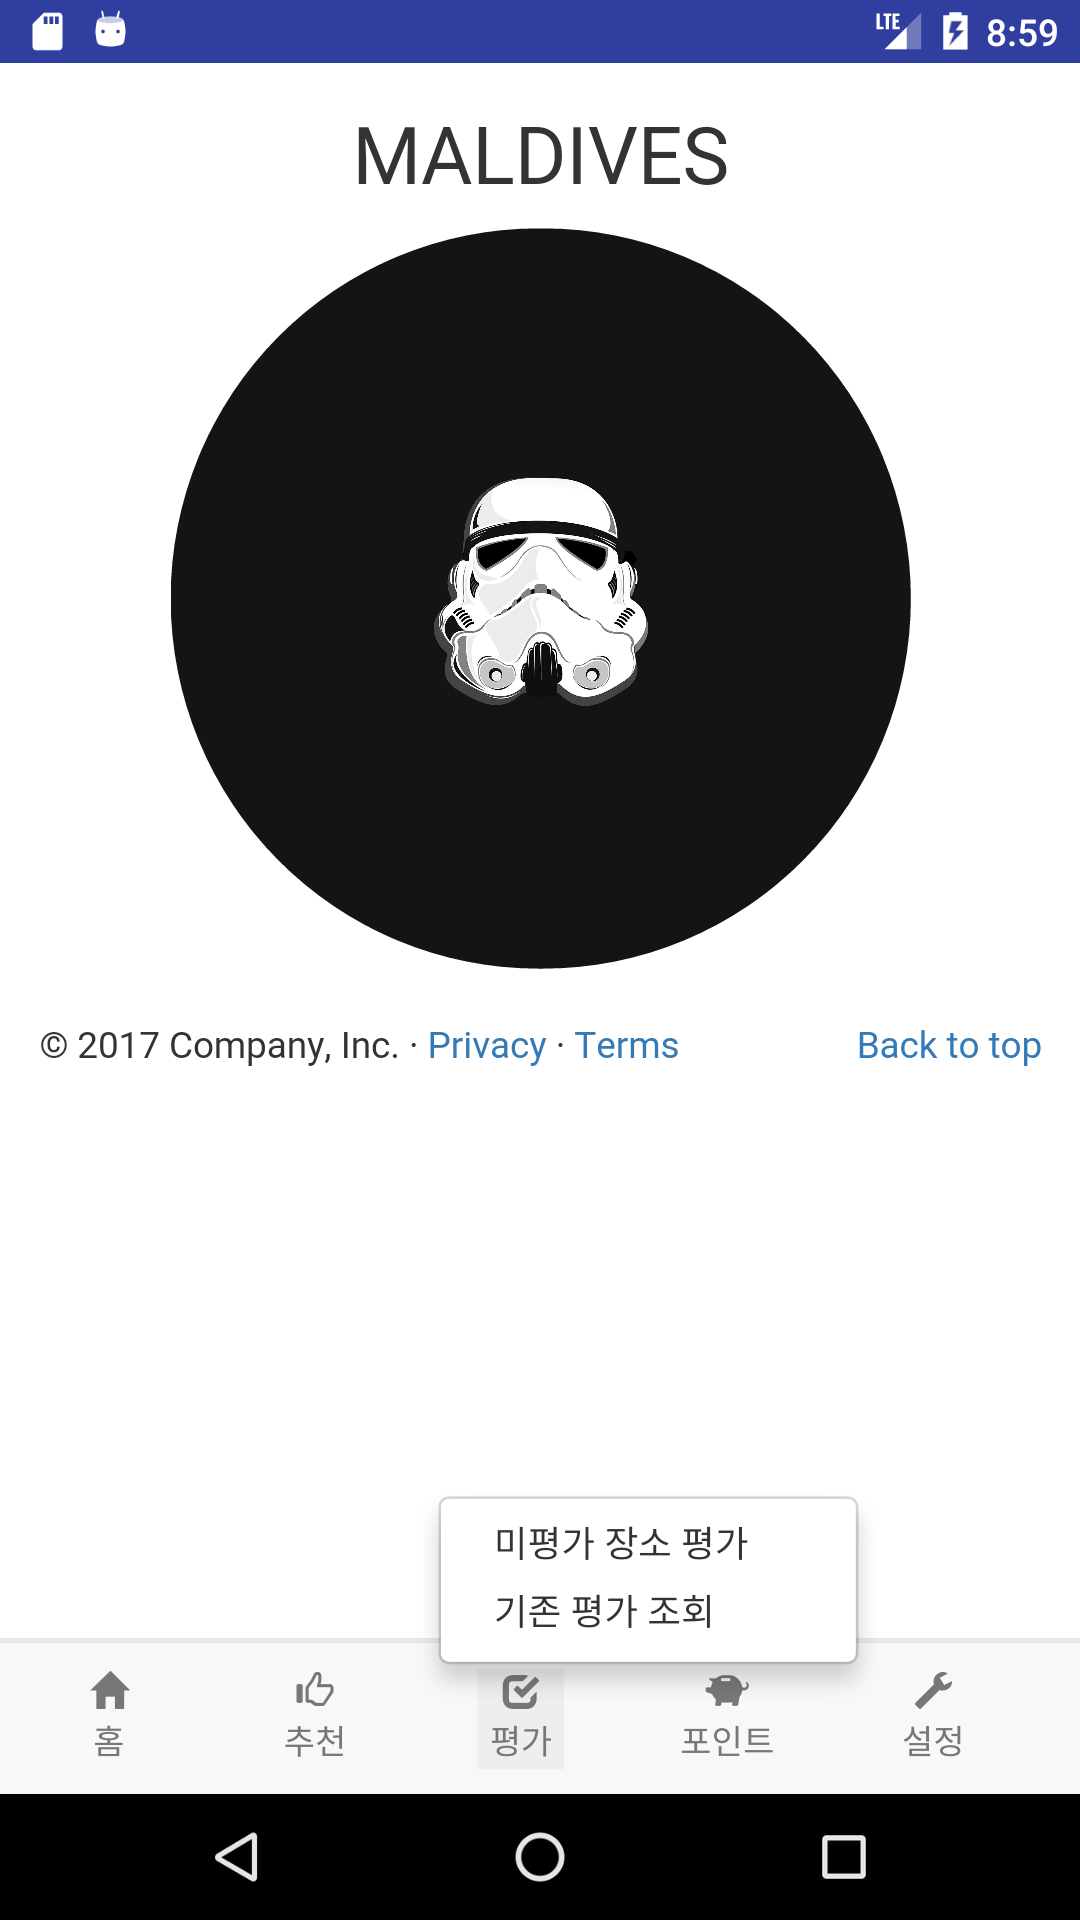 LTE 8:59
MALDIVES
© 2017 Company, Inc. · Privacy · Terms Back to top
미평가 장소 평가
기존 평가 조회
홈 추천 평가 포인트 설정